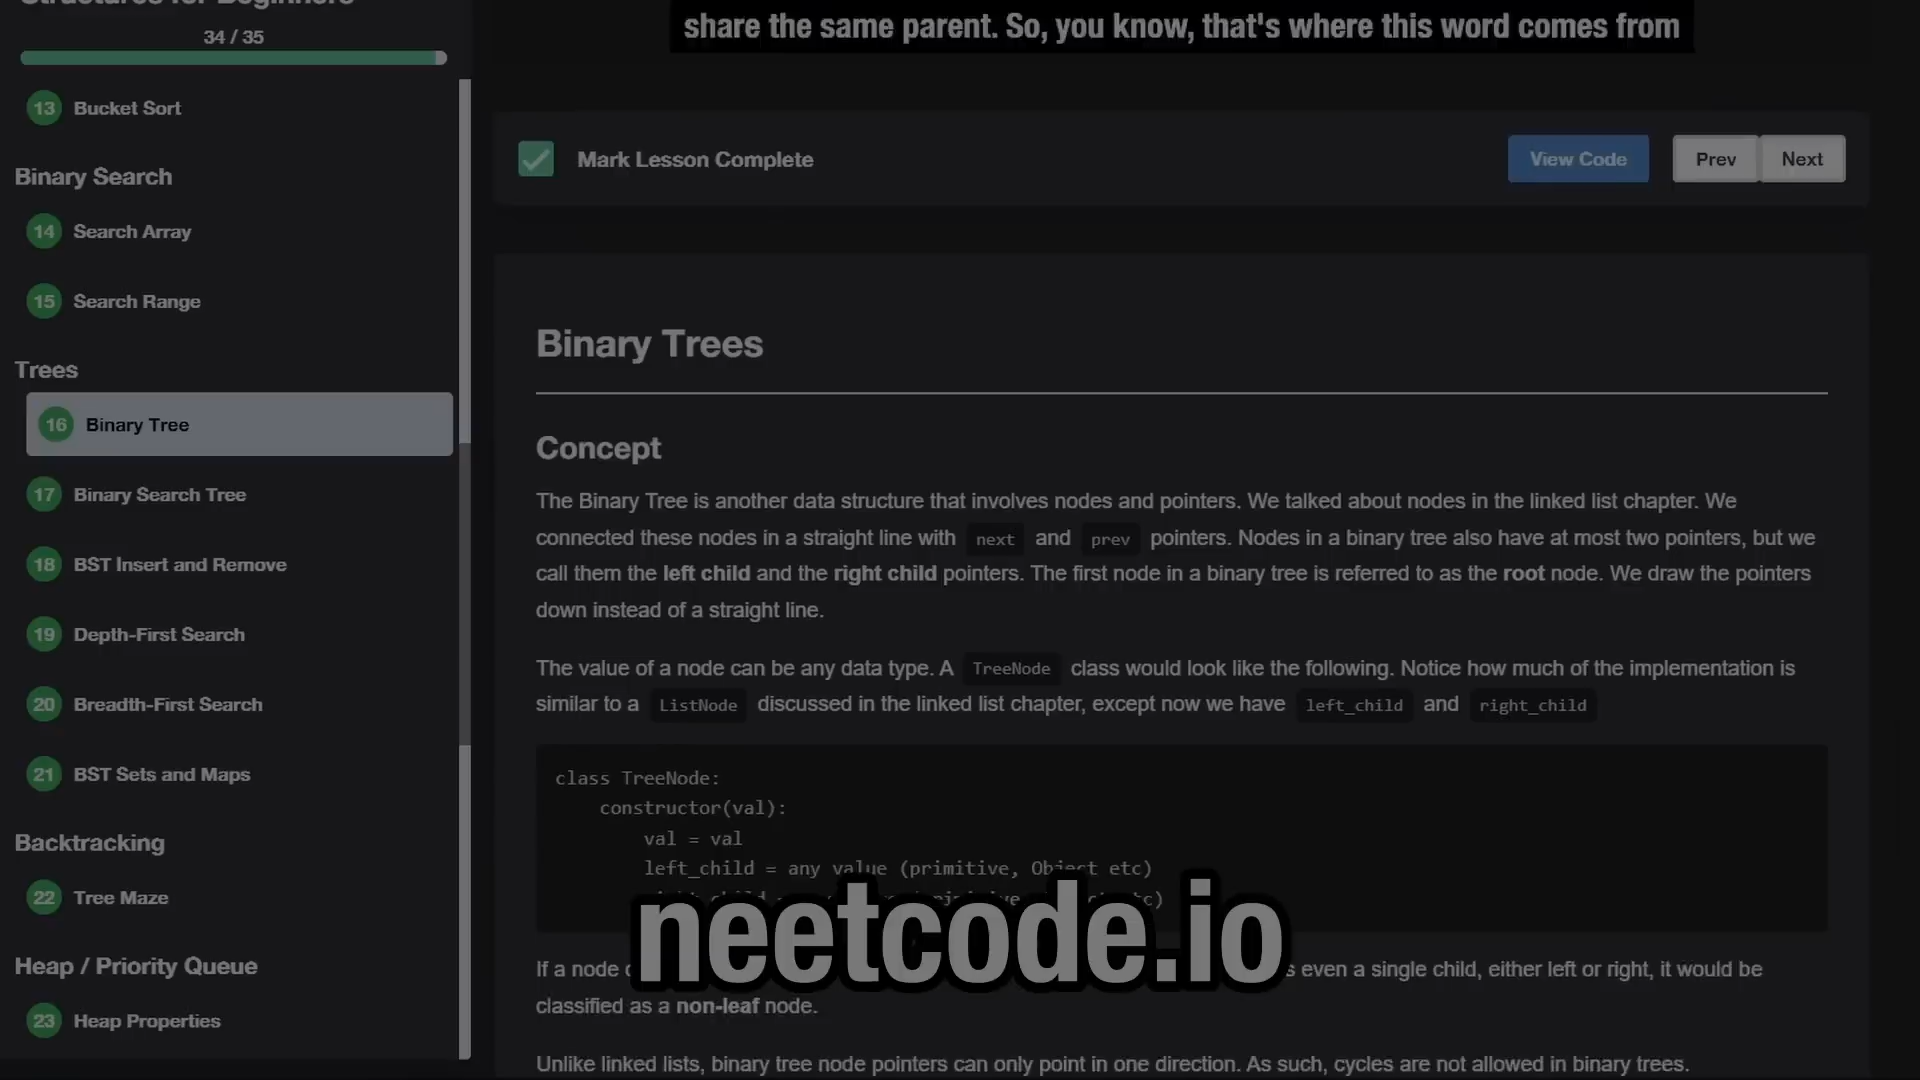 Structures for Beginners
34 / 35
13 Bucket Sort
Binary Search
14 Search Array
15 Search Range
Trees
16 Binary Tree
17 Binary Search Tree
18 BST Insert and Remove
19 Depth-First Search
20 Breadth-First Search
21 BST Sets and Maps
Backtracking
22 Tree Maze
Heap / Priority Queue
23 Heap Properties
share the same parent. So, you know, that's where this word comes from
Mark Lesson Complete
View Code
Prev
Next
Binary Trees
Concept
The Binary Tree is another data structure that involves nodes and pointers. We talked about nodes in the linked list chapter. We
connected these nodes in a straight line with next and prev pointers. Nodes in a binary tree also have at most two pointers, but we
call them the left child and the right child pointers. The first node in a binary tree is referred to as the root node. We draw the pointers
down instead of a straight line.
The value of a node can be any data type. A TreeNode class would look like the following. Notice how much of the implementation is
similar to a ListNode discussed in the linked list chapter, except now we have left_child and right_child
class TreeNode:
constructor(val):
val = val
left_child = any value (primitive, Object etc)
neetcode.io
If a node
even a single child, either left or right, it would be
classified as a non-leaf node.
Unlike linked lists, binary tree node pointers can only point in one direction. As such, cycles are not allowed in binary trees.